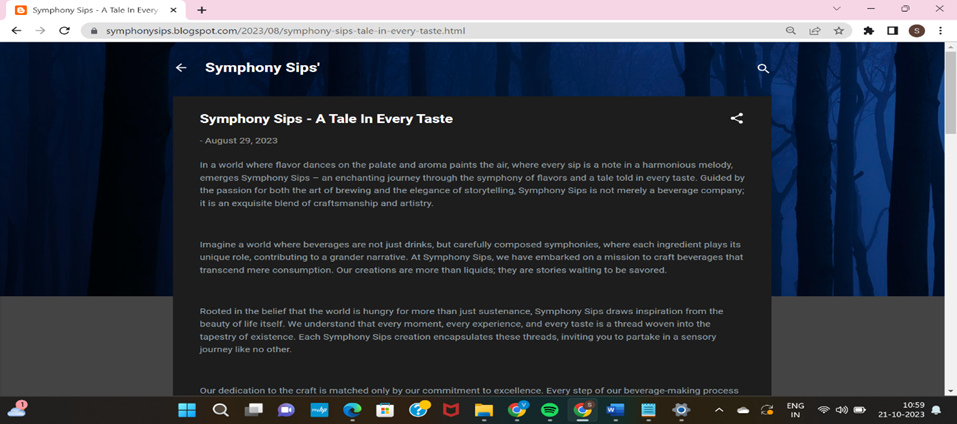 Symphony Sips - A Tale In Every
symphonysips.blogspot.com/2023/08/symphony-sips-tale-in-every-taste.html
S
Symphony Sips'
Symphony Sips - A Tale In Every Taste
- August 29, 2023
In a world where flavor dances on the palate and aroma paints the air, where every sip is a note in a harmonious melody,
emerges Symphony Sips – an enchanting journey through the symphony of flavors and a tale told in every taste. Guided by
the passion for both the art of brewing and the elegance of storytelling, Symphony Sips is not merely a beverage company;
it is an exquisite blend of craftsmanship and artistry.
Imagine a world where beverages are not just drinks, but carefully composed symphonies, where each ingredient plays its
unique role, contributing to a grander narrative. At Symphony Sips, we have embarked on a mission to craft beverages that
transcend mere consumption. Our creations are more than liquids; they are stories waiting to be savored.
Rooted in the belief that the world is hungry for more than just sustenance, Symphony Sips draws inspiration from the
beauty of life itself. We understand that every moment, every experience, and every taste is a thread woven into the
tapestry of existence. Each Symphony Sips creation encapsulates these threads, inviting you to partake in a sensory
journey like no other.
Our dedication to the craft is matched only by our commitment to excellence. Every step of our beverage-making process
1
ENG
IN
10:59
21-10-2023